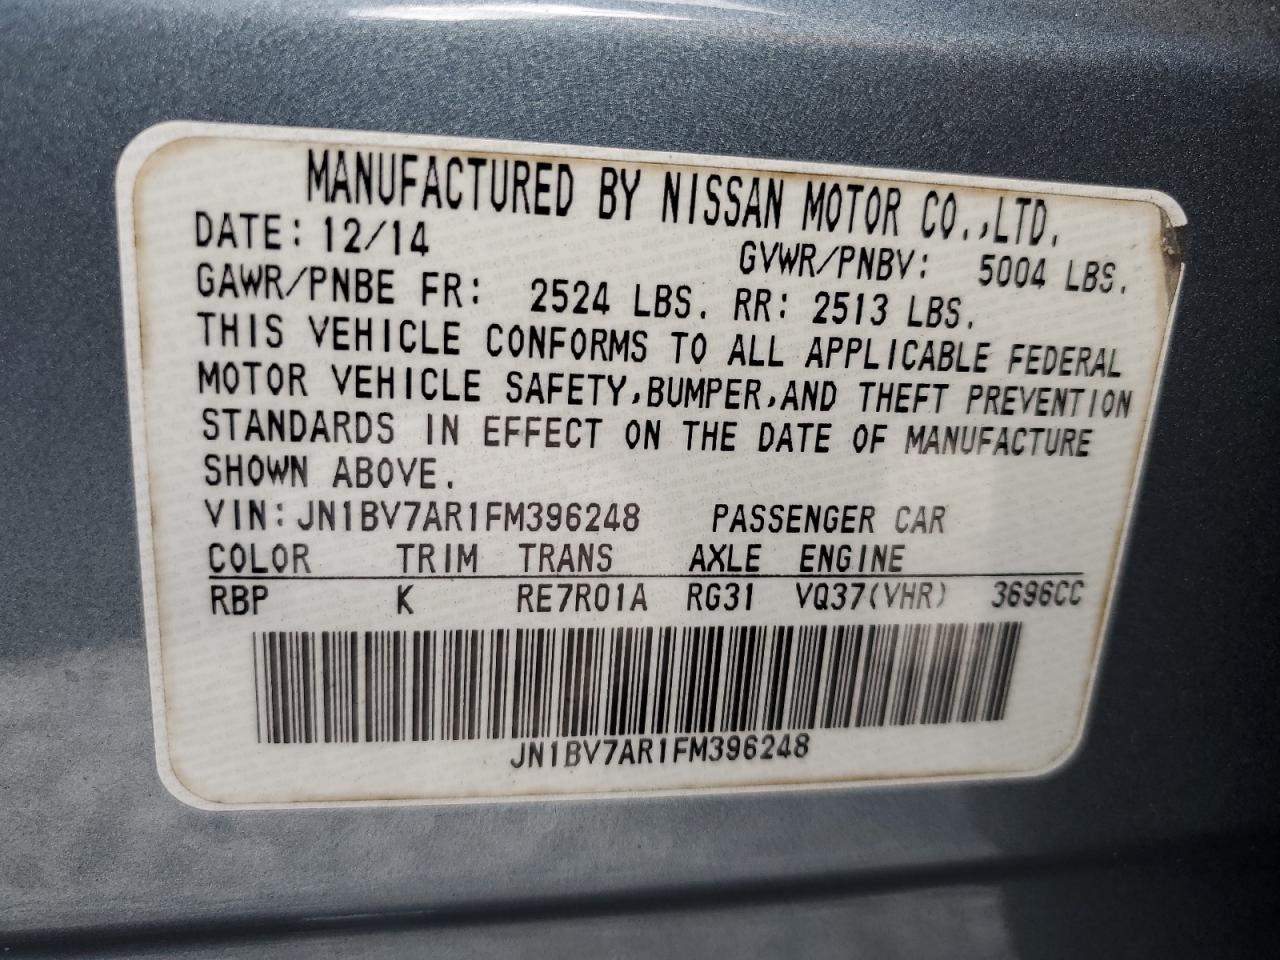 MANUFACTURED BY NISSAN MOTOR CO.,LTD.
DATE: 12/14 GVWR/PNBV: 5004 LBS.
GAWR/PNBE FR: 2524 LBS. RR: 2513 LBS.
THIS VEHICLE CONFORMS TO ALL APPLICABLE FEDERAL
MOTOR VEHICLE SAFETY,BUMPER,AND THEFT PREVENTION
STANDARDS IN EFFECT ON THE DATE OF MANUFACTURE
SHOWN ABOVE.
VIN:JN1BV7AR1FM396248 PASSENGER CAR
COLOR TRIM TRANS AXLE ENGINE
RBP K RE7R01A RG31 VQ37(VHR) 3696CC
JN1BV7AR1FM396248